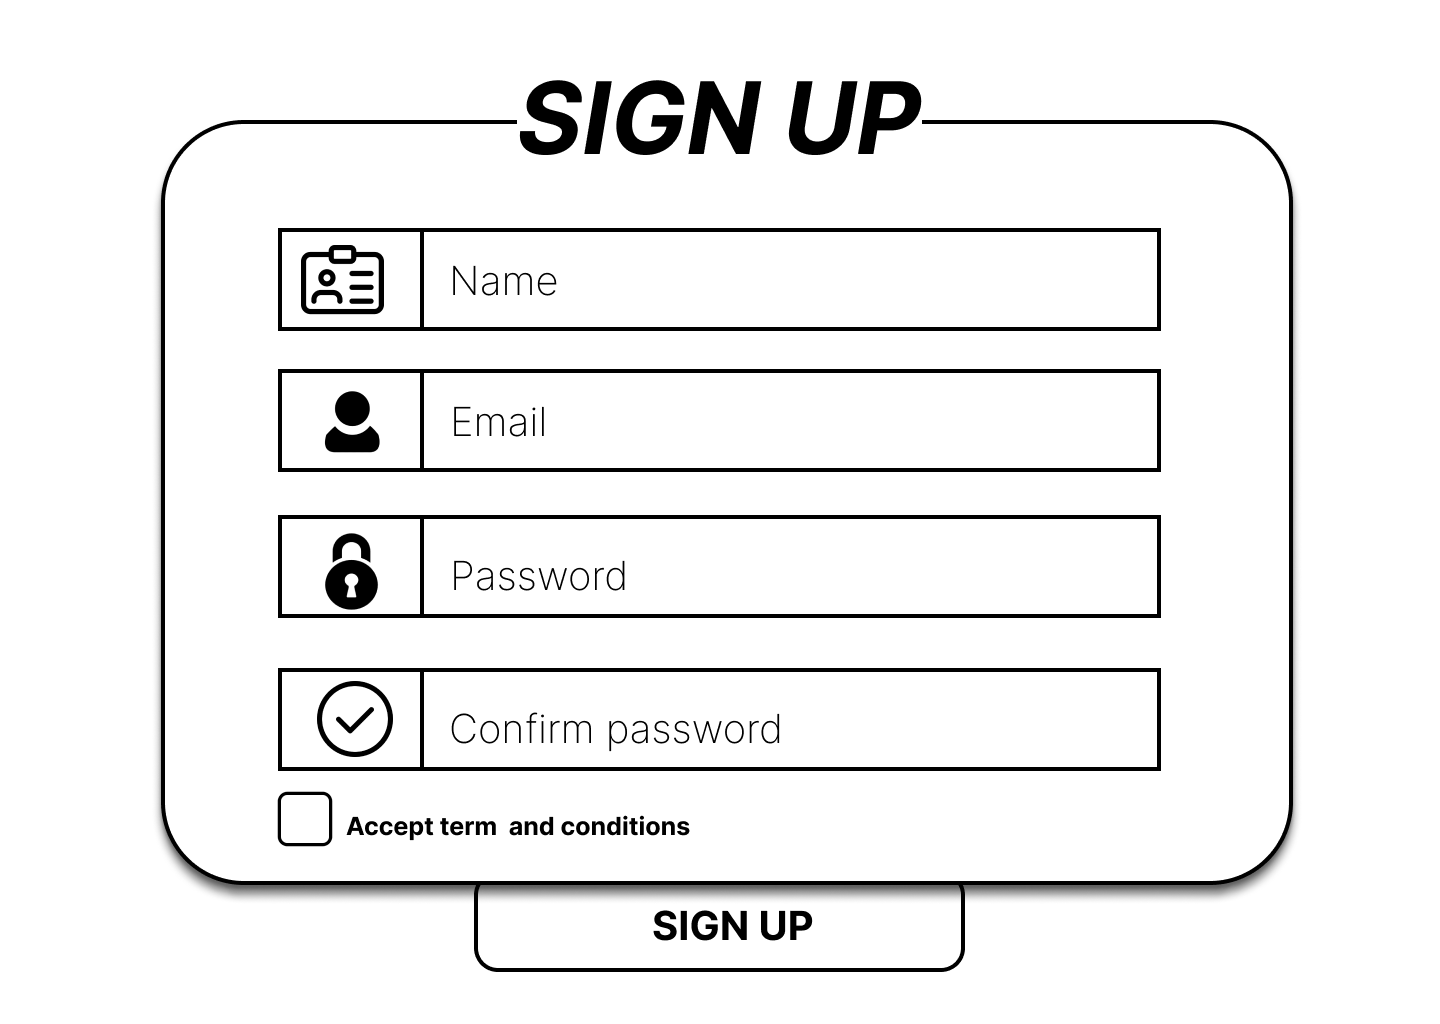 SIGN UP
Name
Email
Password
Confirm password
Accept term  and conditions
SIGN UP